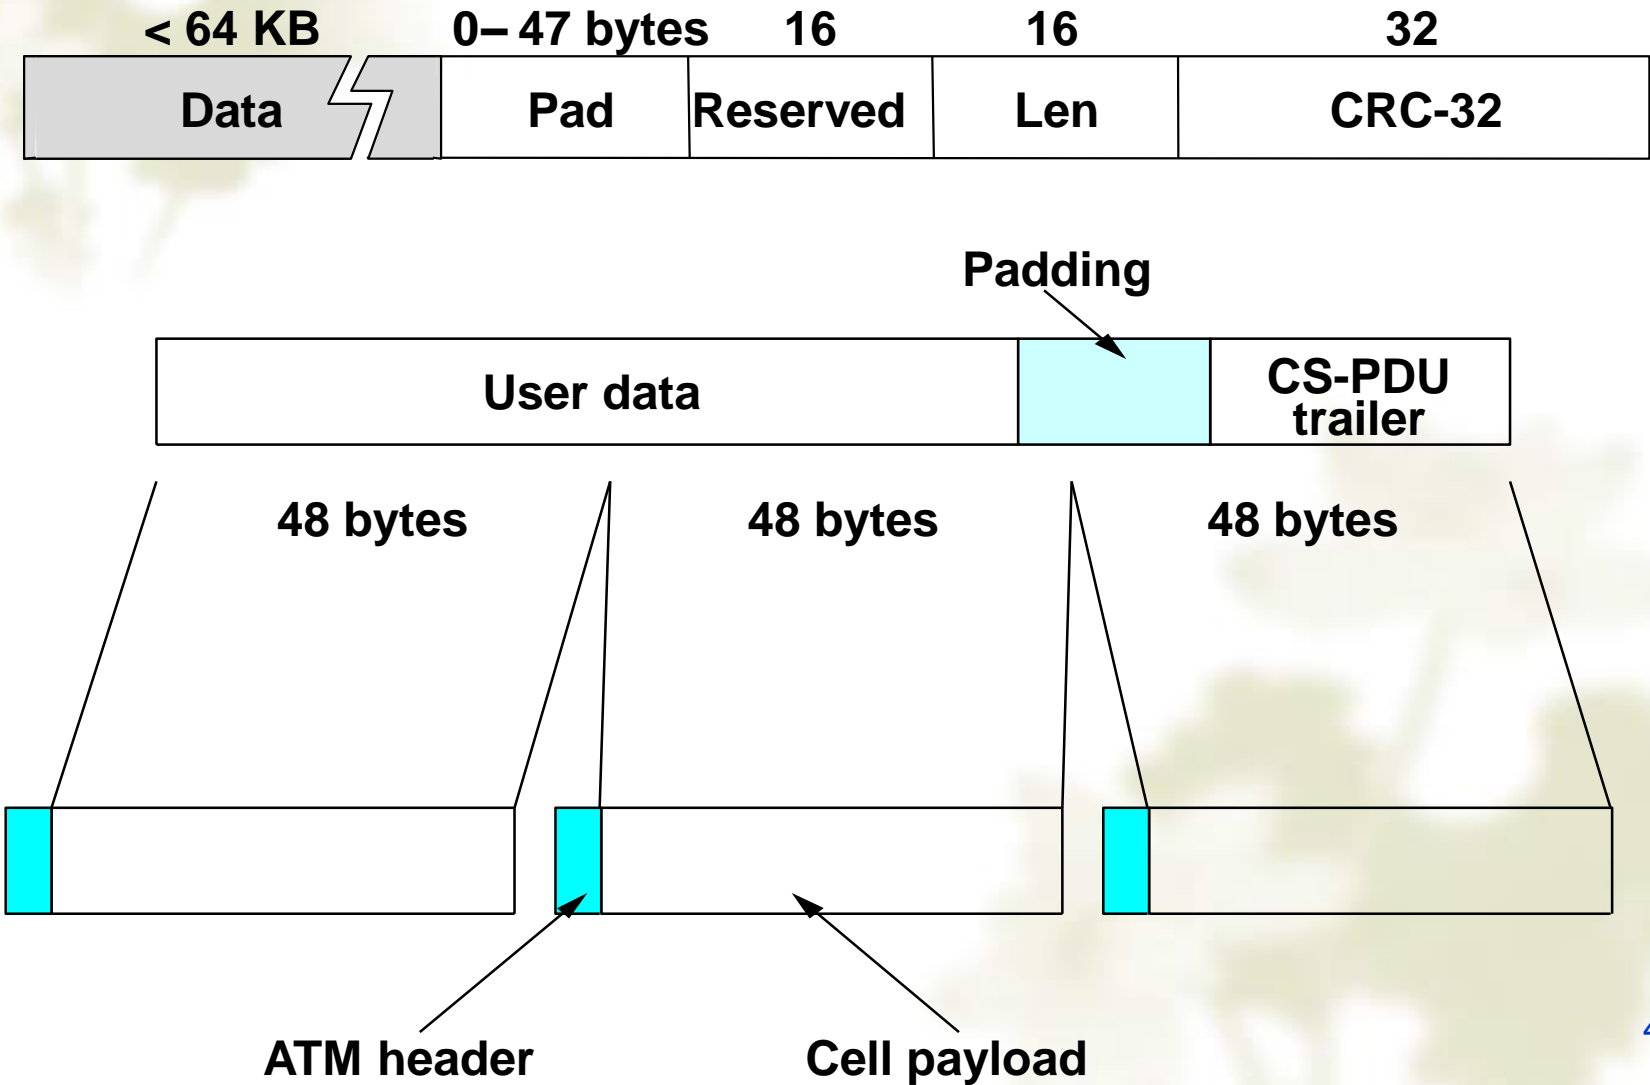 < 64 KB 0– 47 bytes 16 16 32
Data Pad Reserved Len CRC-32
Padding
User data CS-PDU
trailer
48 bytes 48 bytes 48 bytes
ATM header Cell payload